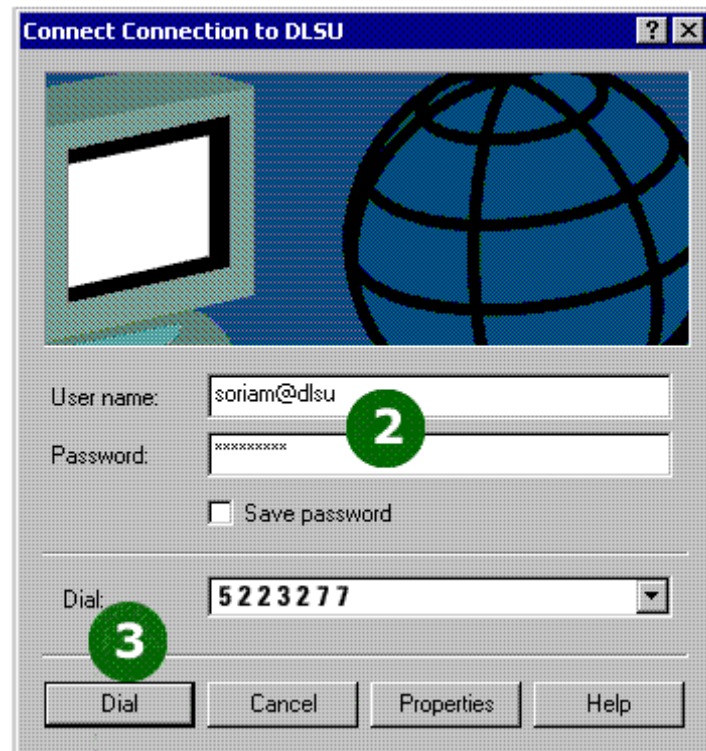 Connect Connection to DLSU
User name: soriam@dlsu
2
Password: xxxxxxxxx
Save password
Dial: 5223277
3
Dial Cancel Properties Help